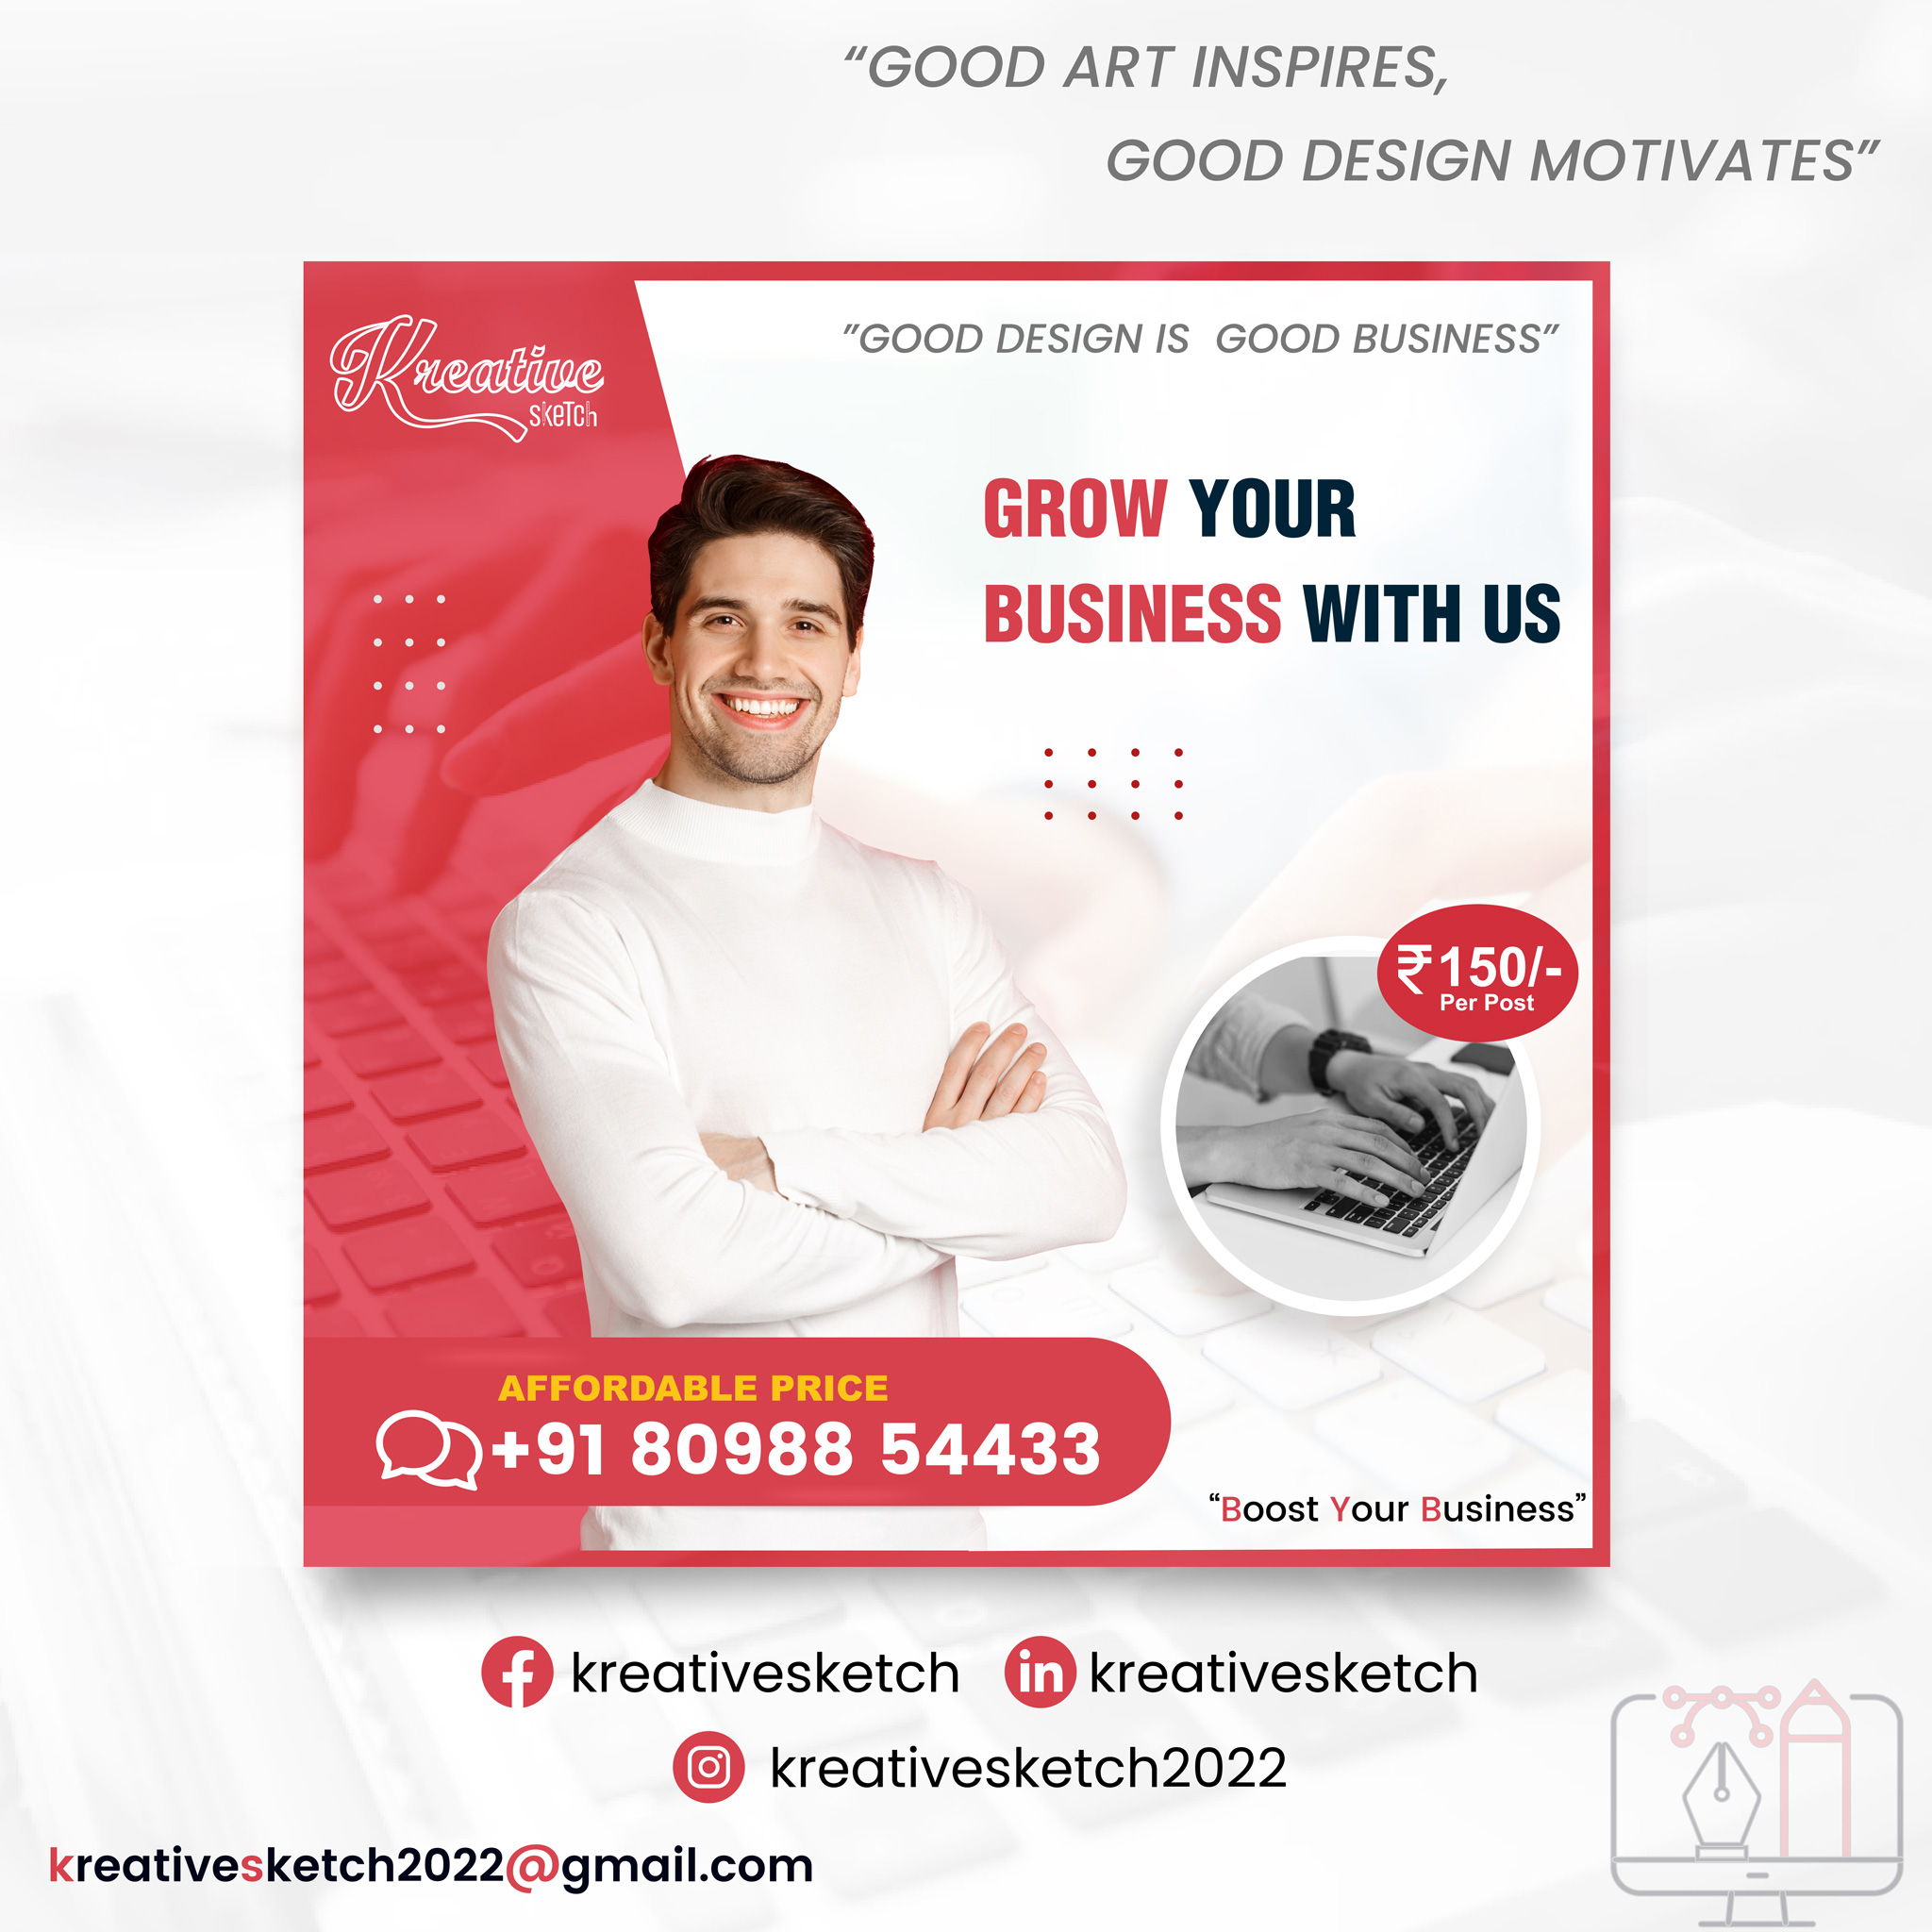 “GOOD ART INSPIRES,
GOOD DESIGN MOTIVATES”
Kreative
skeTch
”GOOD DESIGN IS GOOD BUSINESS”
GROW YOUR
BUSINESS WITH US
₹150/-
Per Post
AFFORDABLE PRICE
+91 80988 54433
“Boost Your Business”
kreativesketch
kreativesketch
kreativesketch2022
kreativesketch2022@gmail.com